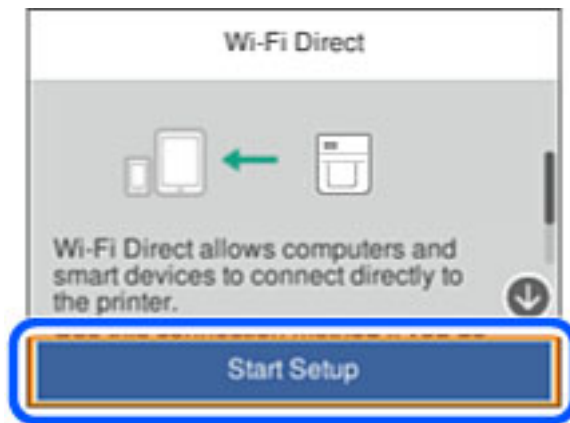 Wi-Fi Direct
Wi-Fi Direct allows computers and
smart devices to connect directly to
the printer.
Start Setup